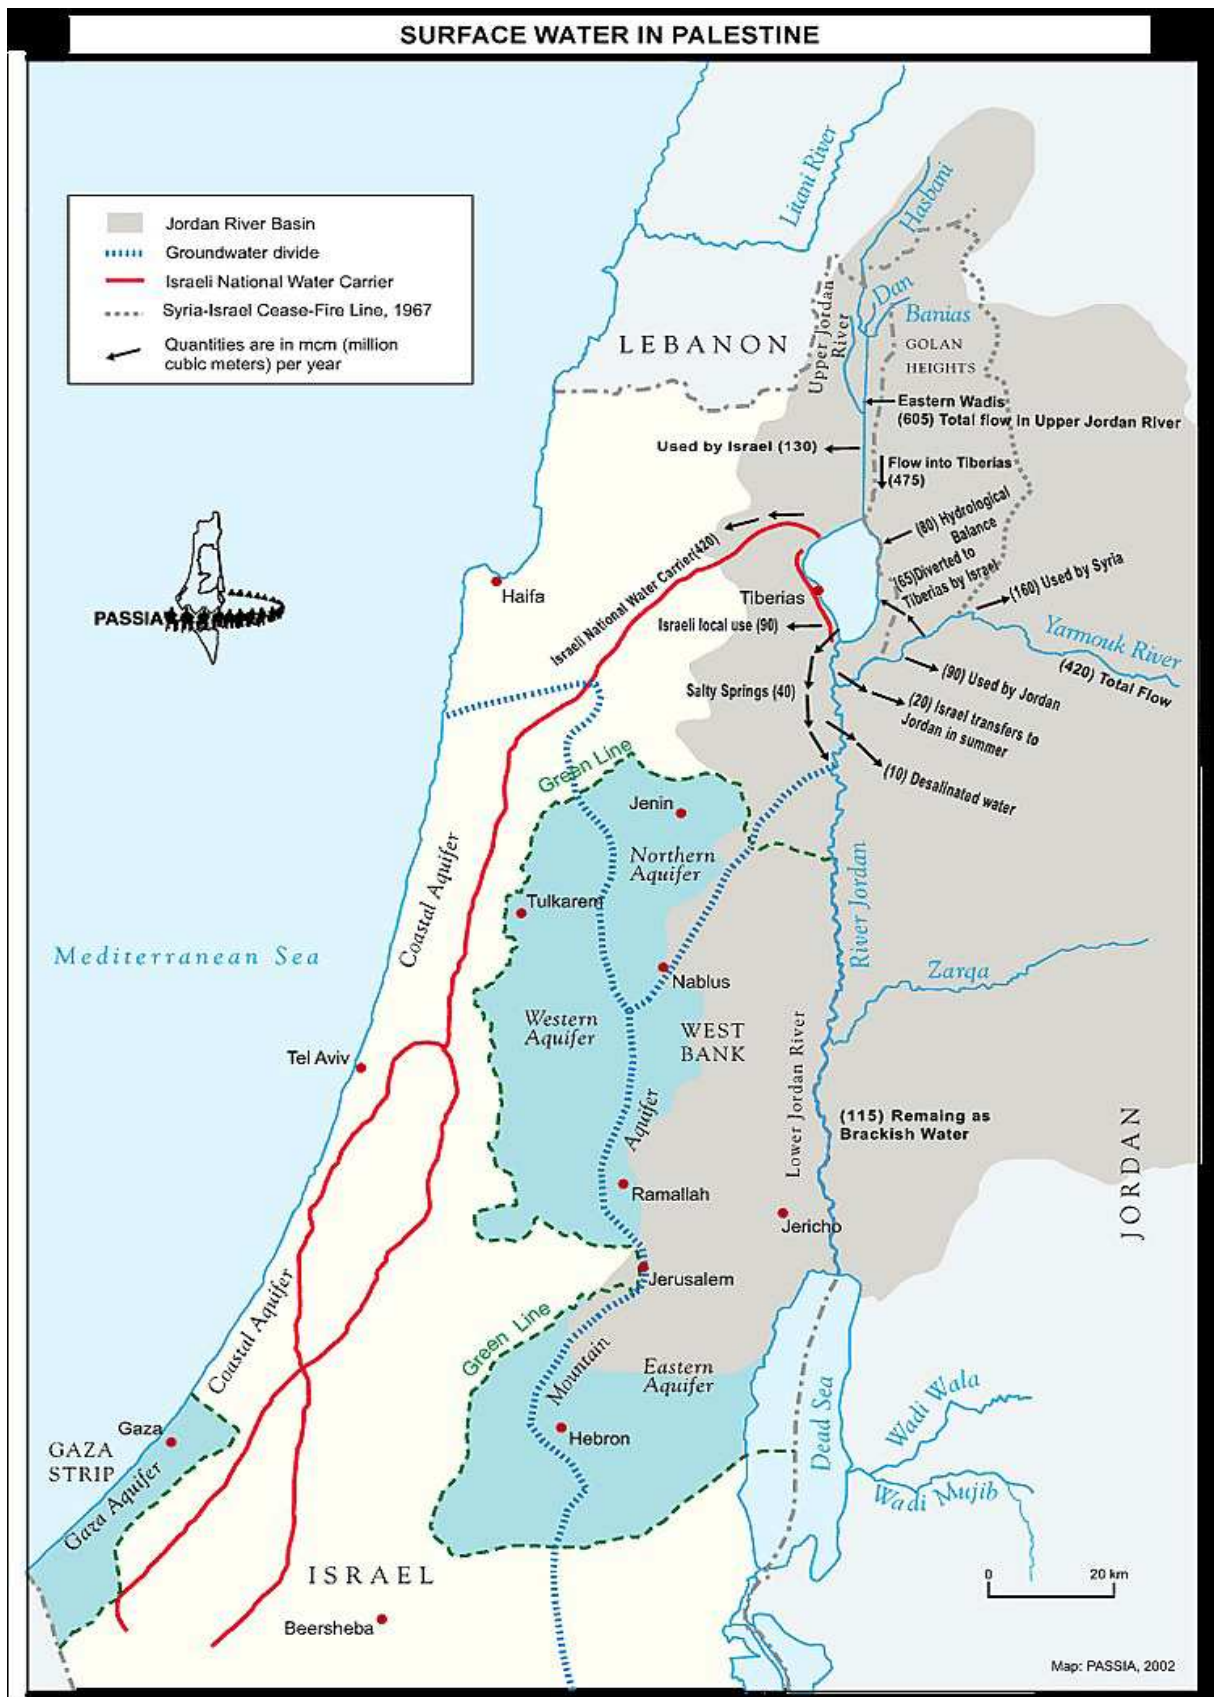 SURFACE WATER IN PALESTINE
Jordan River Basin
Groundwater divide
Israeli National Water Carrier
Syria-Israel Cease-Fire Line, 1967
Quantities are in mcm (million
cubic meters) per year
Litani River
Hasbani
Dan
Banias
Upper Jordan
River
GOLAN
HEIGHTS
LEBANON
Eastern Wadis
(605) Total flow in Upper Jordan River
Used by Israel (130)
Flow into Tiberias
(475)
(80) Hydrological
Balance
(65)Diverted to
Tiberias by Israel
(160) Used by Syria
Israeli National Water Carrier(420)
Haifa
PASSIA
Tiberias
Israeli local use (90)
Yarmouk River
(420) Total Flow
(90) Used by Jordan
Salty Springs (40)
(20) Israel transfers to
Jordan in summer
(10) Desalinated water
Green Line
Jenin
Northern
Aquifer
Coastal Aquifer
Tulkarem
River Jordan
Mediterranean Sea
Zarqa
Nablus
Western
Aquifer
WEST
BANK
Tel Aviv
Lower Jordan River
Aquifer
(115) Remaing as
Brackish Water
JORDAN
Ramallah
Jericho
Jerusalem
Coastal Aquifer
Green Line
Mountain
Eastern
Aquifer
Dead Sea
Wadi Wala
Gaza
GAZA
STRIP
Gaza Aquifer
Hebron
Wadi Mujib
ISRAEL
Beersheba
0 20 km
Map: PASSIA, 2002